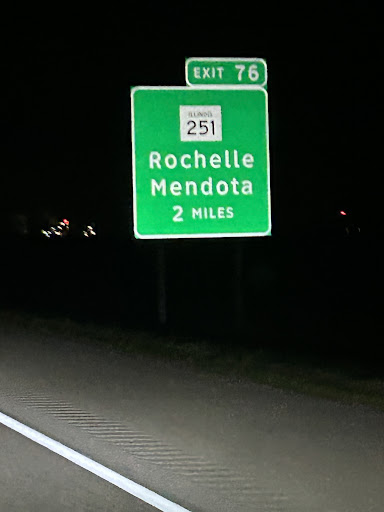 EXIT 76
ILLINOIS
251
Rochelle
Mendota
2 MILES